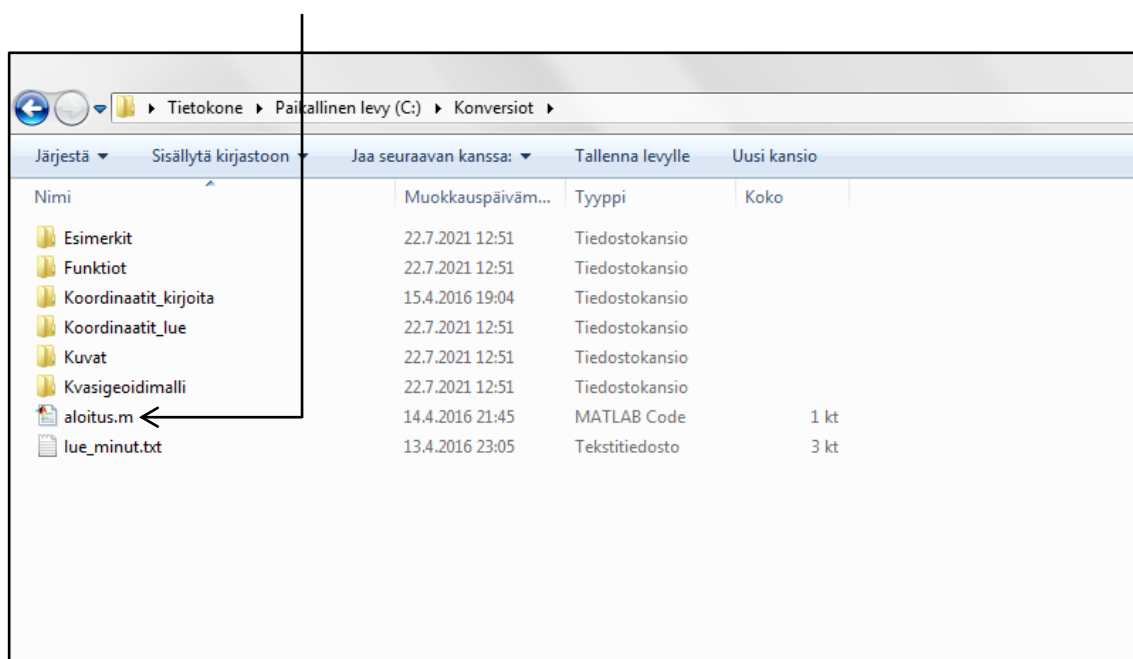 Tietokone Paikallinen levy (C:) Konversiot
Järjestä Sisällytä kirjastoon Jaa seuraavan kanssa: Tallenna levylle Uusi kansio
Nimi Muokkauspäiväm... Tyyppi Koko
Esimerkit 22.7.2021 12:51 Tiedostokansio
Funktiot 22.7.2021 12:51 Tiedostokansio
Koordinaatit_kirjoita 15.4.2016 19:04 Tiedostokansio
Koordinaatit_lue 22.7.2021 12:51 Tiedostokansio
Kuvat 22.7.2021 12:51 Tiedostokansio
Kvasigeoidimalli 22.7.2021 12:51 Tiedostokansio
aloitus.m 14.4.2016 21:45 MATLAB Code 1 kt
lue_minut.txt 13.4.2016 23:05 Tekstitiedosto 3 kt